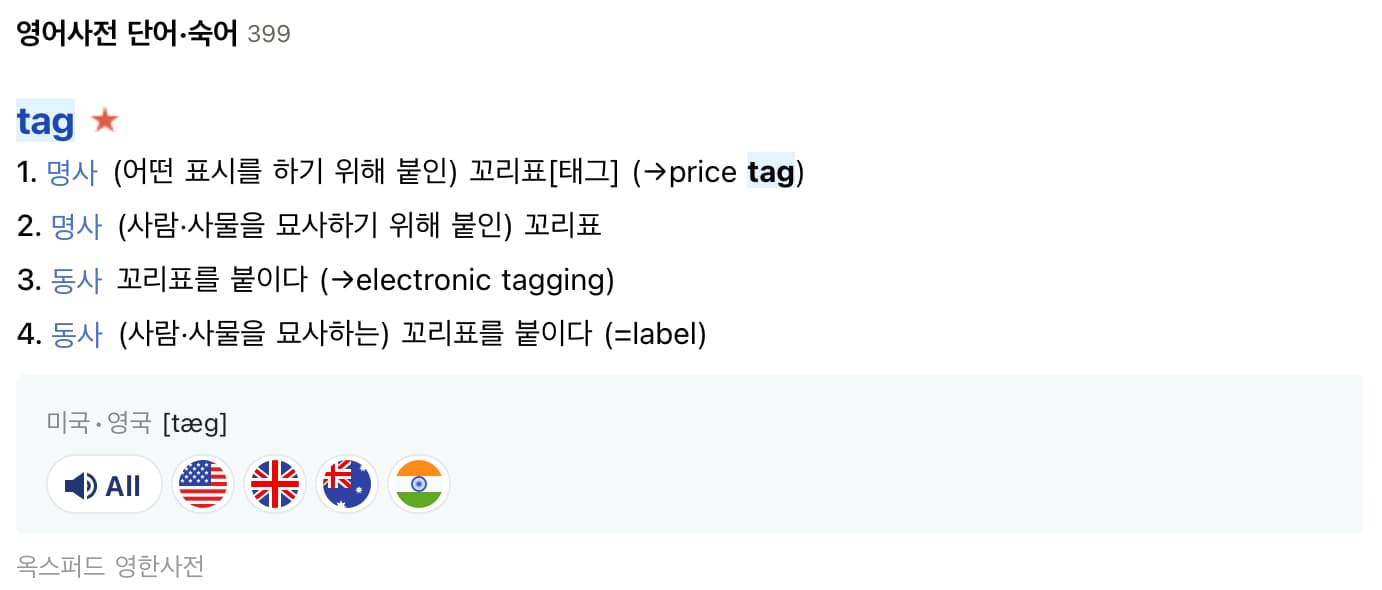 영어사전 단어·숙어 399
tag
1. 명사 (어떤 표시를 하기 위해 붙인) 꼬리표[태그] (→price tag)
2. 명사 (사람·사물을 묘사하기 위해 붙인) 꼬리표
3. 동사 꼬리표를 붙이다 (→electronic tagging)
4. 동사 (사람·사물을 묘사하는) 꼬리표를 붙이다 (=label)
미국·영국 [tæg]
All
옥스퍼드 영한사전